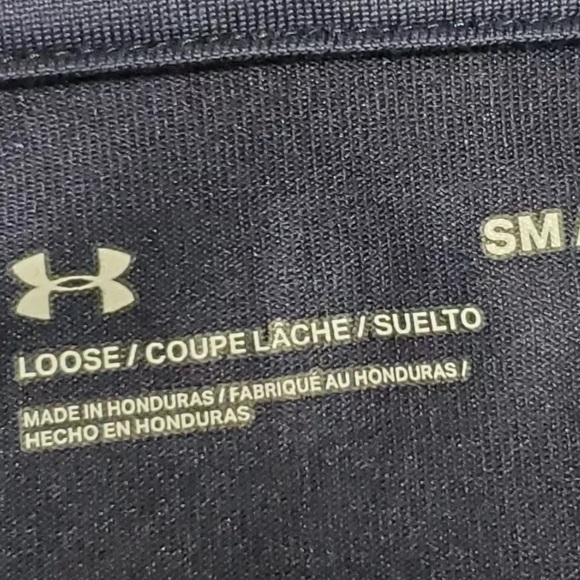 SM /
LOOSE / COUPE LÂCHE / SUELTO
MADE IN HONDURAS / FABRIQUÉ AU HONDURAS /
HECHO EN HONDURAS